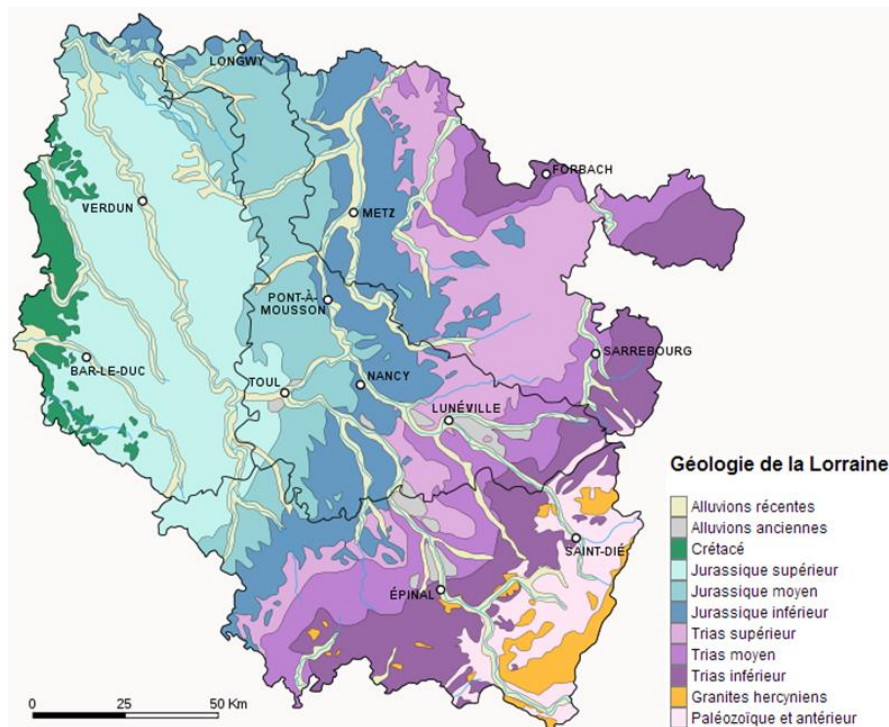 LONGWY
FORBACH
VERDUN
METZ
PONT-À-
MOUSSON
SARREBOURG
BAR-LE-DUC
TOUL
NANCY
LUNÉVILLE
SAINT-DIÉ
ÉPINAL
0 25 50 Km
Géologie de la Lorraine
Alluvions récentes
Alluvions anciennes
Crétacé
Jurassique supérieur
Jurassique moyen
Jurassique inférieur
Trias supérieur
Trias moyen
Trias inférieur
Granites hercyniens
Paléozoïque et antérieur